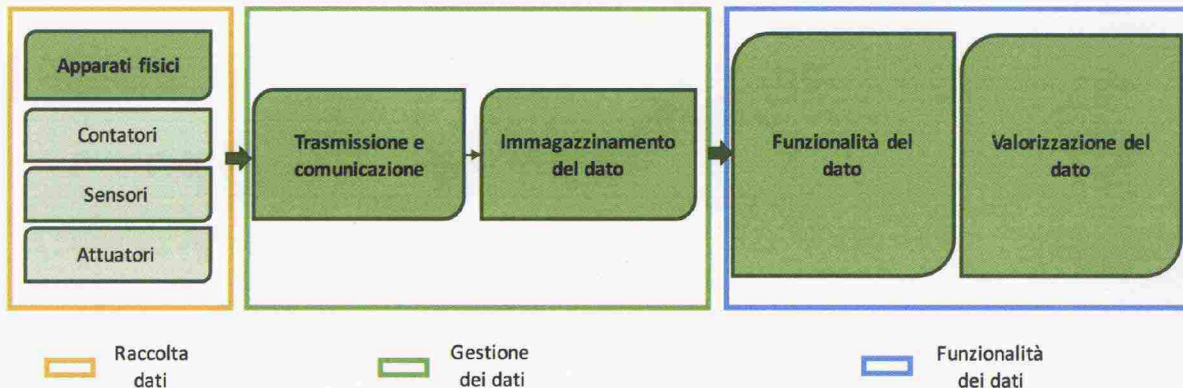 Apparati fisici
Contatori
Sensori
Attuatori
Trasmissione e
comunicazione
Immagazzinamento
del dato
Funzionalità del
dato
Valorizzazione del
dato
Raccolta
dati
Gestione
dei dati
Funzionalità
dei dati